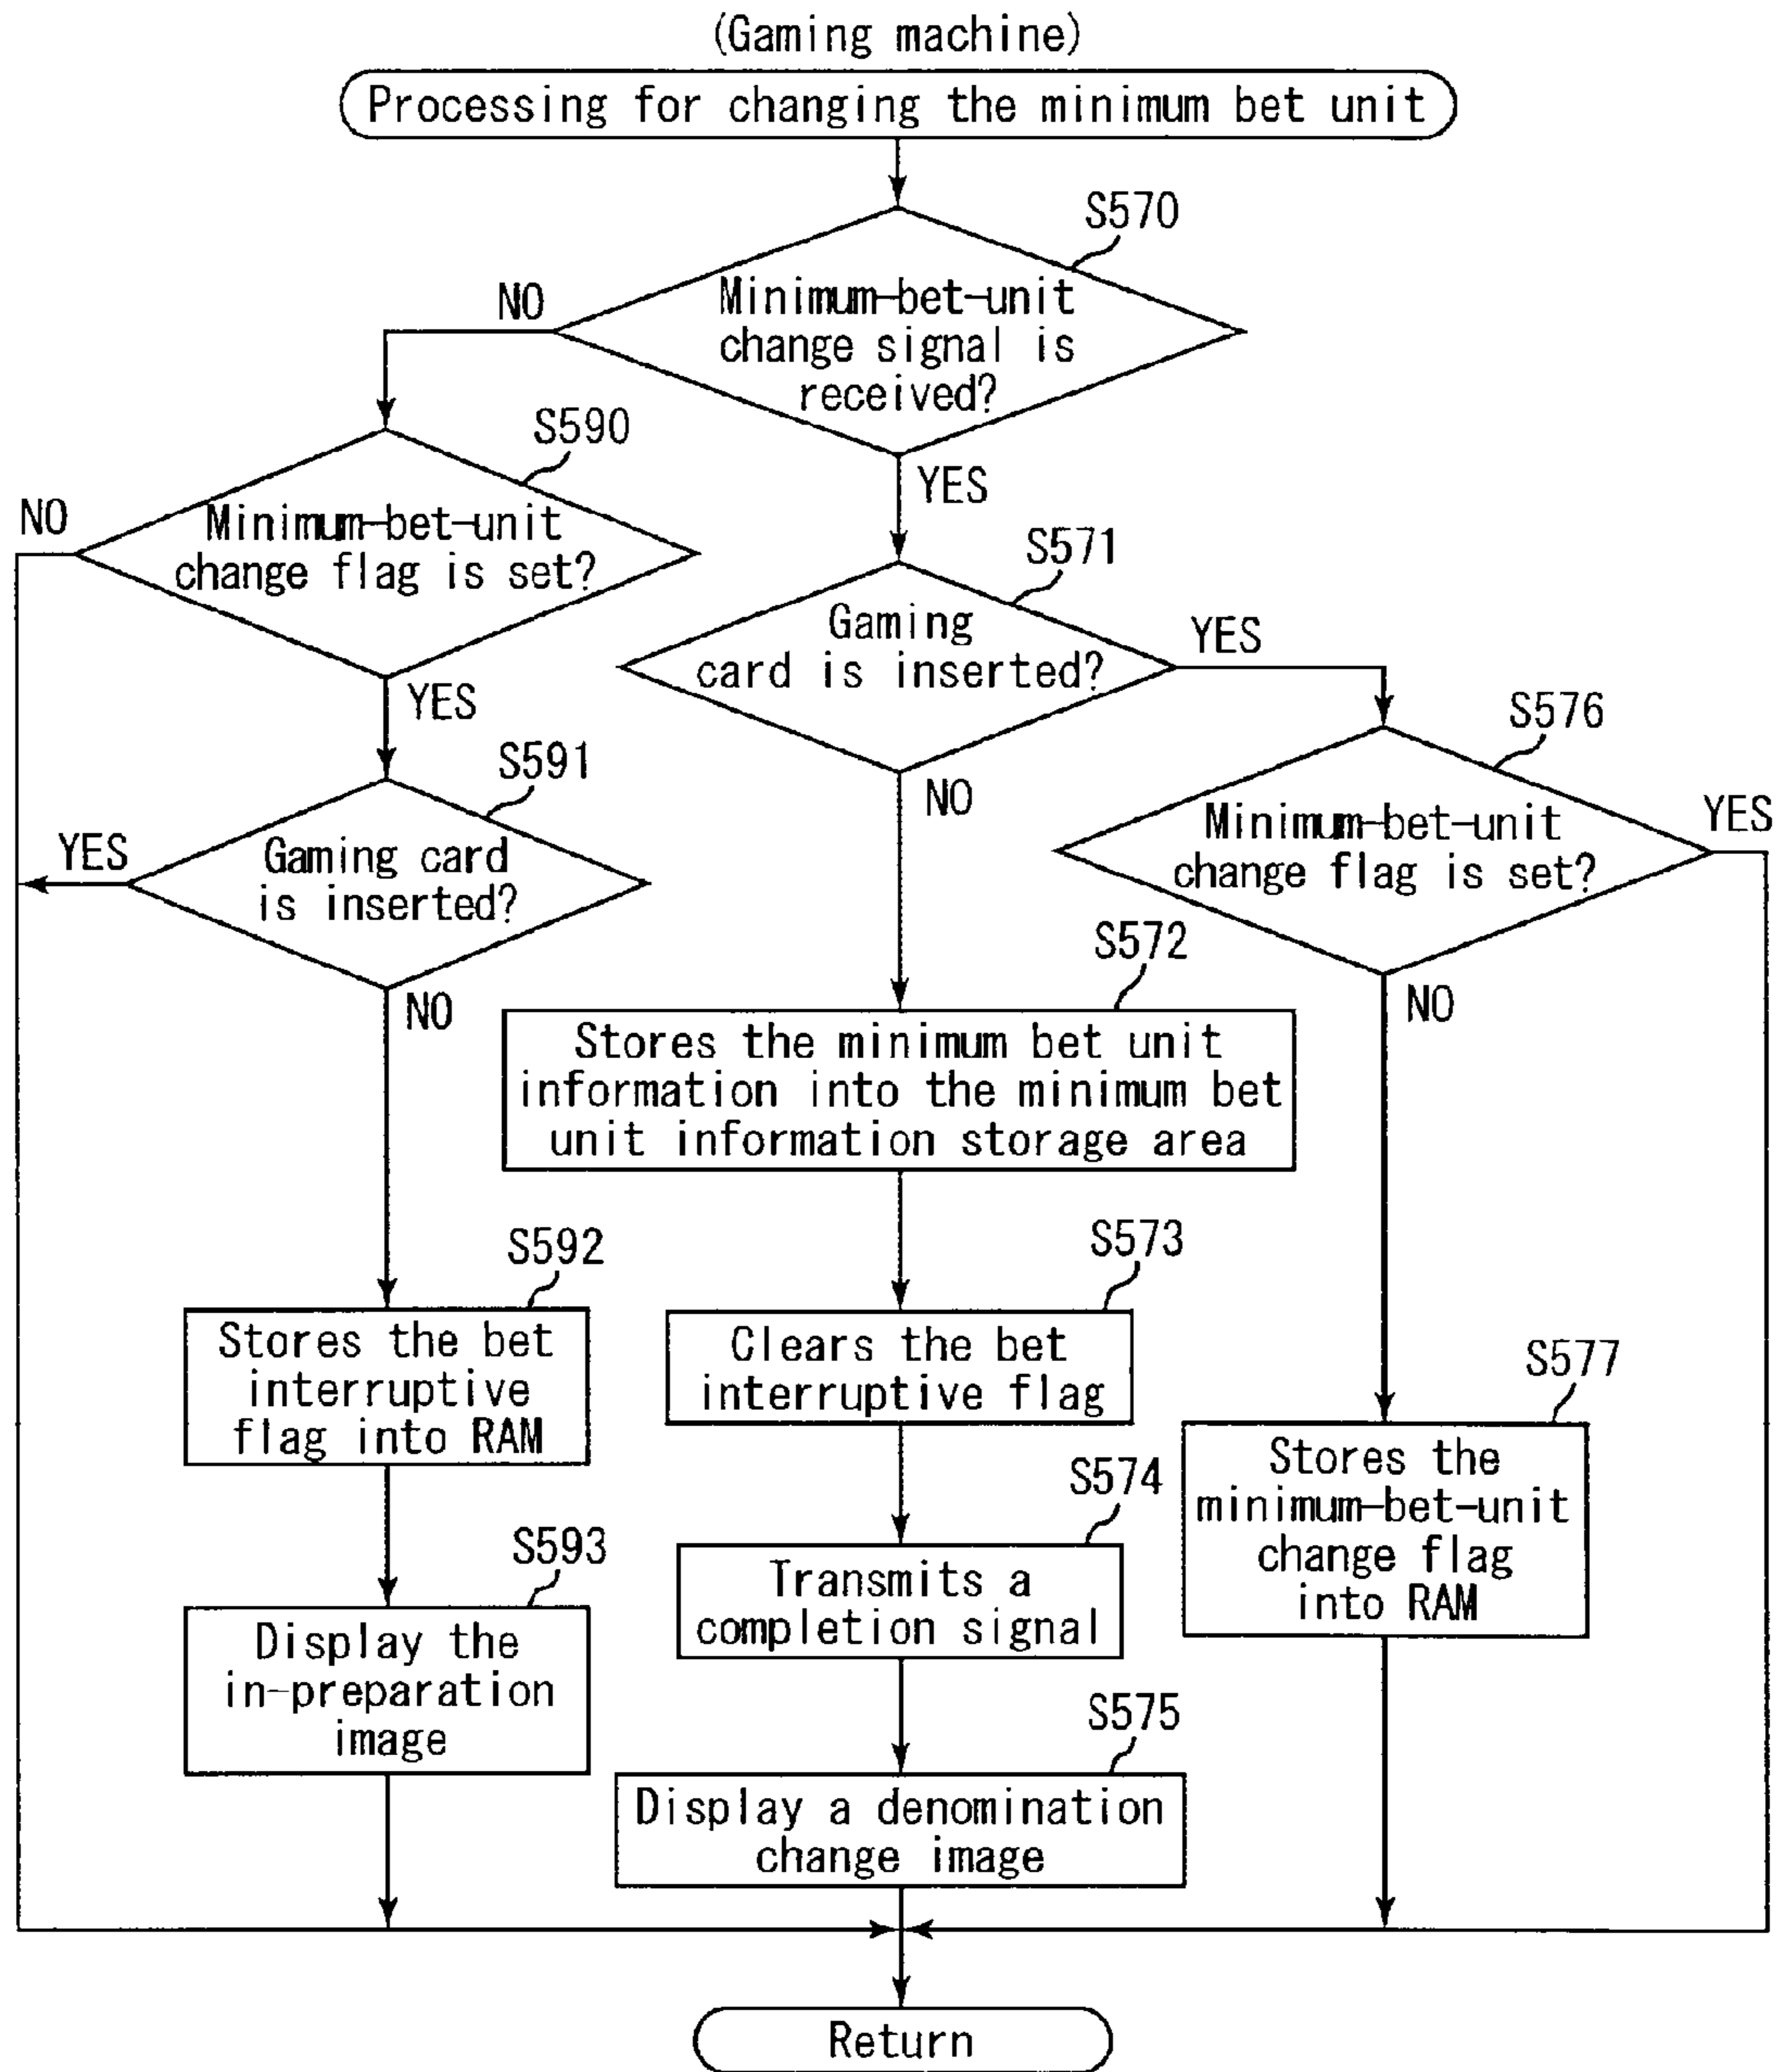 (Gaming machine)
Processing for changing the minimum bet unit
S570
Minimum-bet-unit
change signal is
received?
NO
YES
S590
Minimum-bet-unit
change flag is set?
NO
YES
S571
Gaming
card is inserted?
YES
NO
S576
Minimum-bet-unit
change flag is set?
YES
NO
S591
Gaming card
is inserted?
YES
NO
S572
Stores the minimum bet unit
information into the minimum bet
unit information storage area
S592
Stores the bet
interruptive
flag into RAM
S573
Clears the bet
interruptive flag
S577
Stores the
minimum-bet-unit
change flag
into RAM
S574
Transmits a
completion signal
S593
Display the
in-preparation
image
S575
Display a denomination
change image
Return